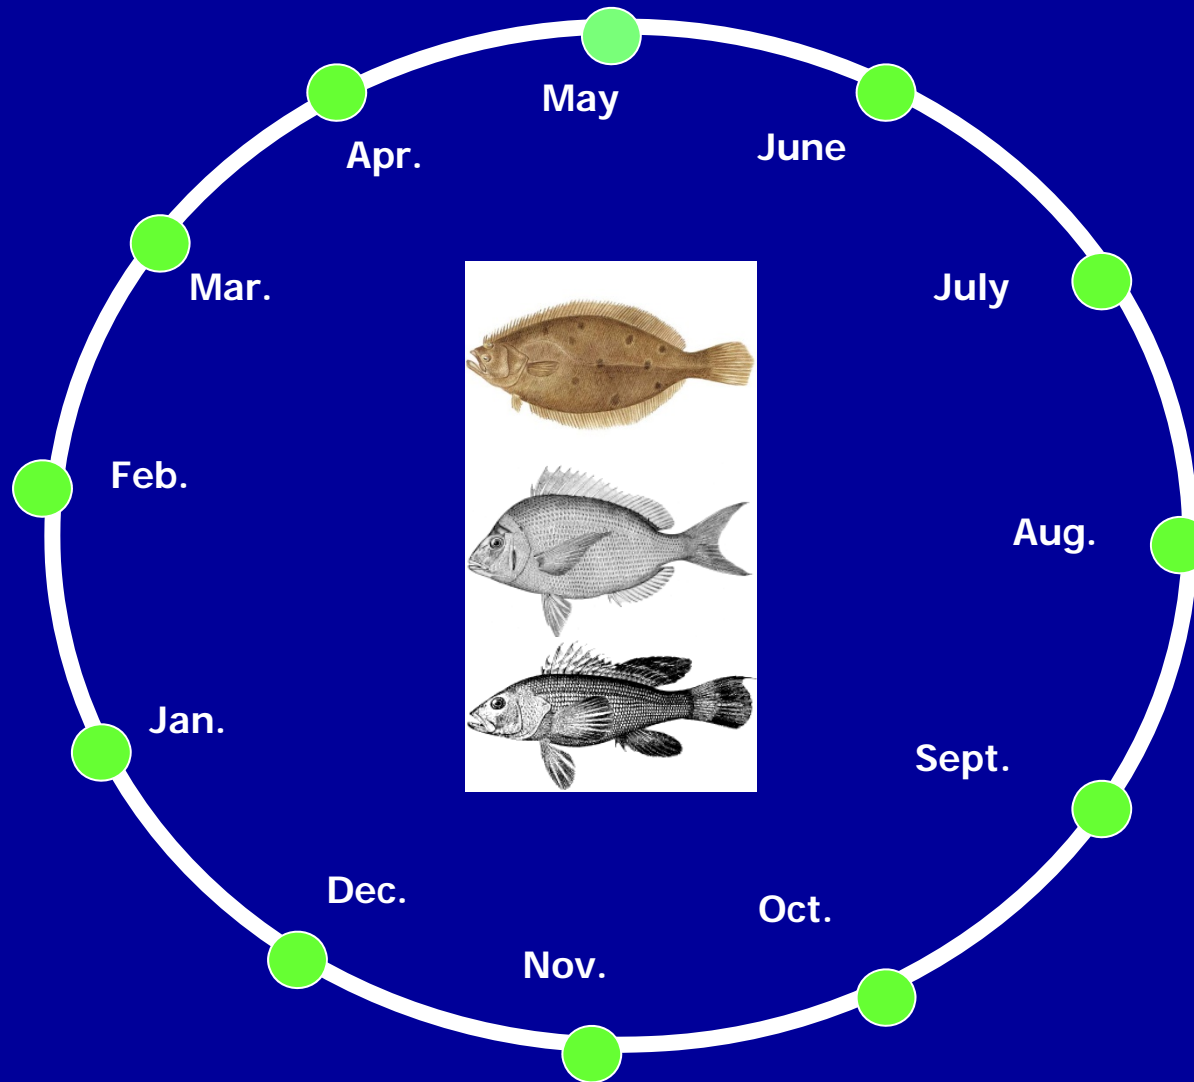 May
June
Apr.
July
Mar.
Feb.
Aug.
Jan.
Sept.
Dec.
Oct.
Nov.